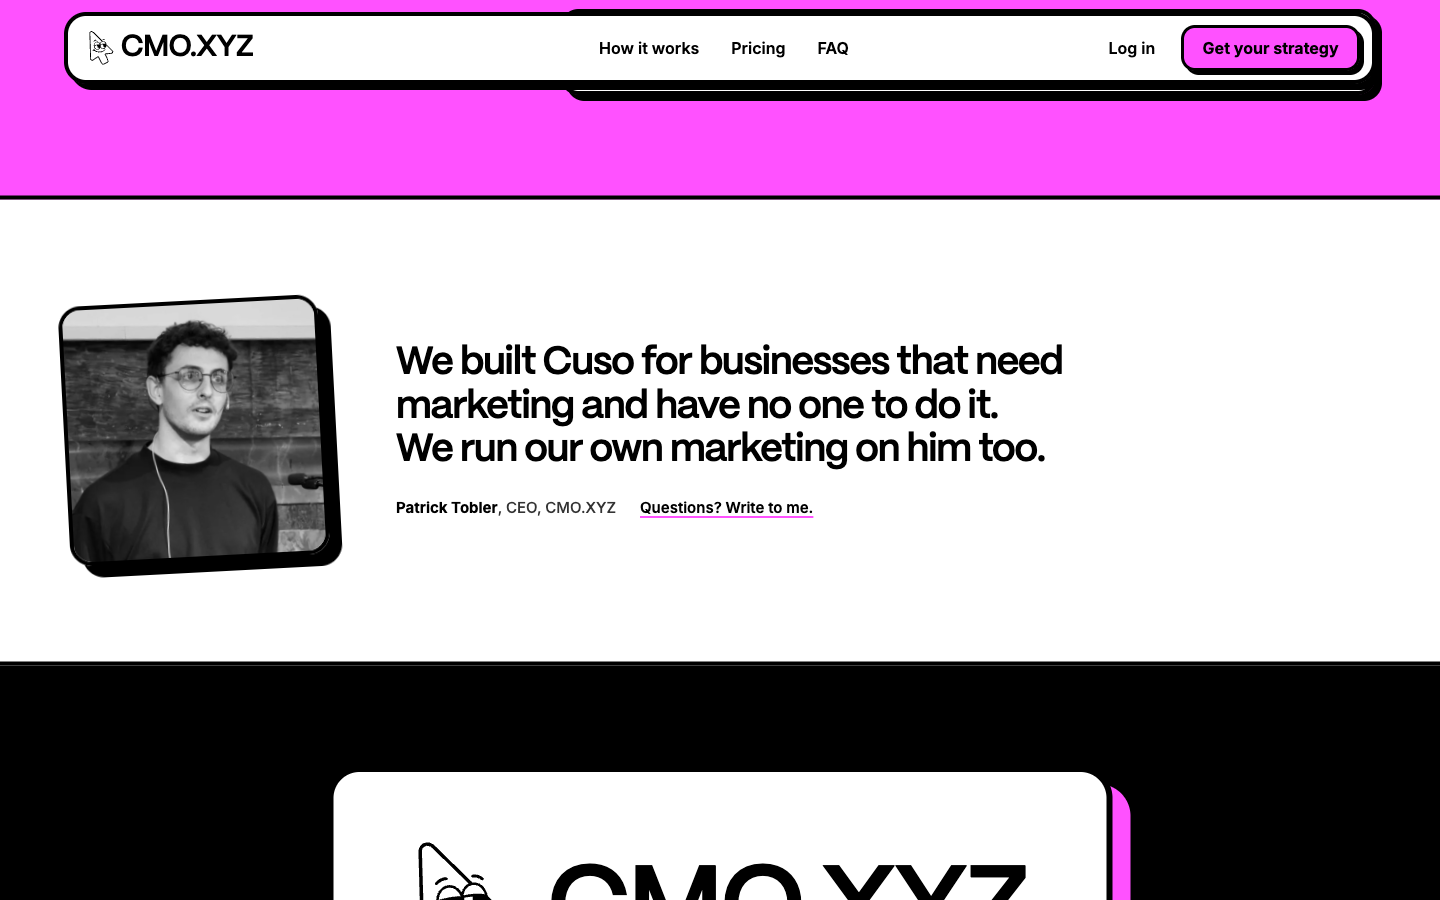 CMO.XYZ
How it works
Pricing
FAQ
Log in
Get your strategy
We built Cuso for businesses that need
marketing and have no one to do it.
We run our own marketing on him too.
Patrick Tobler, CEO, CMO.XYZ
Questions? Write to me.
CMO.XYZ